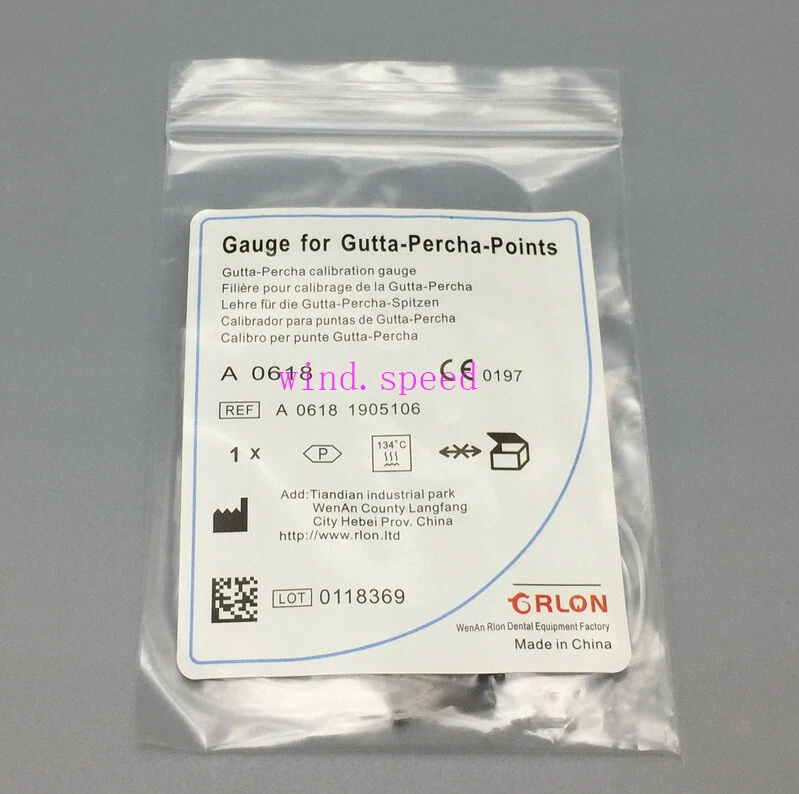 Gauge for Gutta-Percha-Points
Gutta-Percha calibration gauge
Filière pour calibrage de la Gutta-Percha
Lehre für die Gutta-Percha-Spitzen
Calibrador para puntas de Gutta-Percha
Calibro per punte Gutta-Percha
A 0618
wind.speed
CE 0197
REF A 0618 1905106
1 x
P
134°C
Add:Tiandian industrial park
WenAn County Langfang
City Hebei Prov. China
http://www.rlon.ltd
LOT 0118369
ORLON
WenAn Rlon Dental Equipment Factory
Made in China